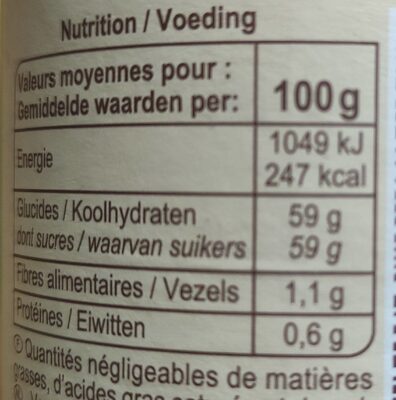 Nutrition / Voeding
Valeurs moyennes pour :
Gemiddelde waarden per: 100 g
Energie 1049 kJ
247 kcal
Glucides / Koolhydraten 59 g
dont sucres / waarvan suikers 59 g
Fibres alimentaires / Vezels 1,1 g
Protéines / Eiwitten 0,6 g
Quantités négligeables de matières
grasses, d'acides gras